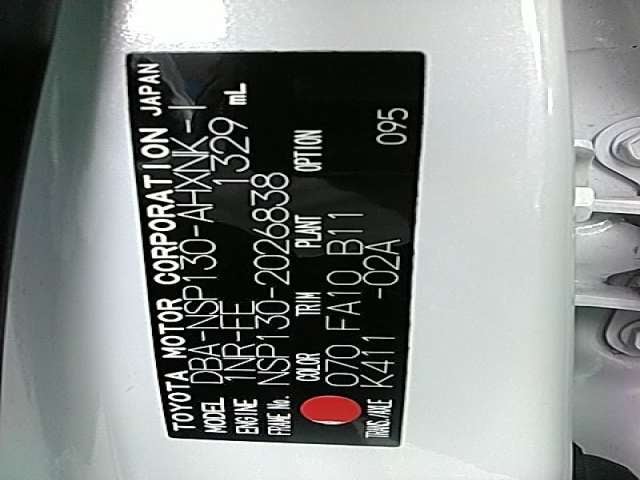 TOYOTA MOTOR CORPORATION JAPAN
MODEL DBA-NSP130-AHXNK-I
ENGINE 1NR-FE 1329 mL
FRAME No. NSP130-2026838
COLOR TRIM PLANT OPTION
070 FA10 B11
TRANS./AXLE K411 -02A 095